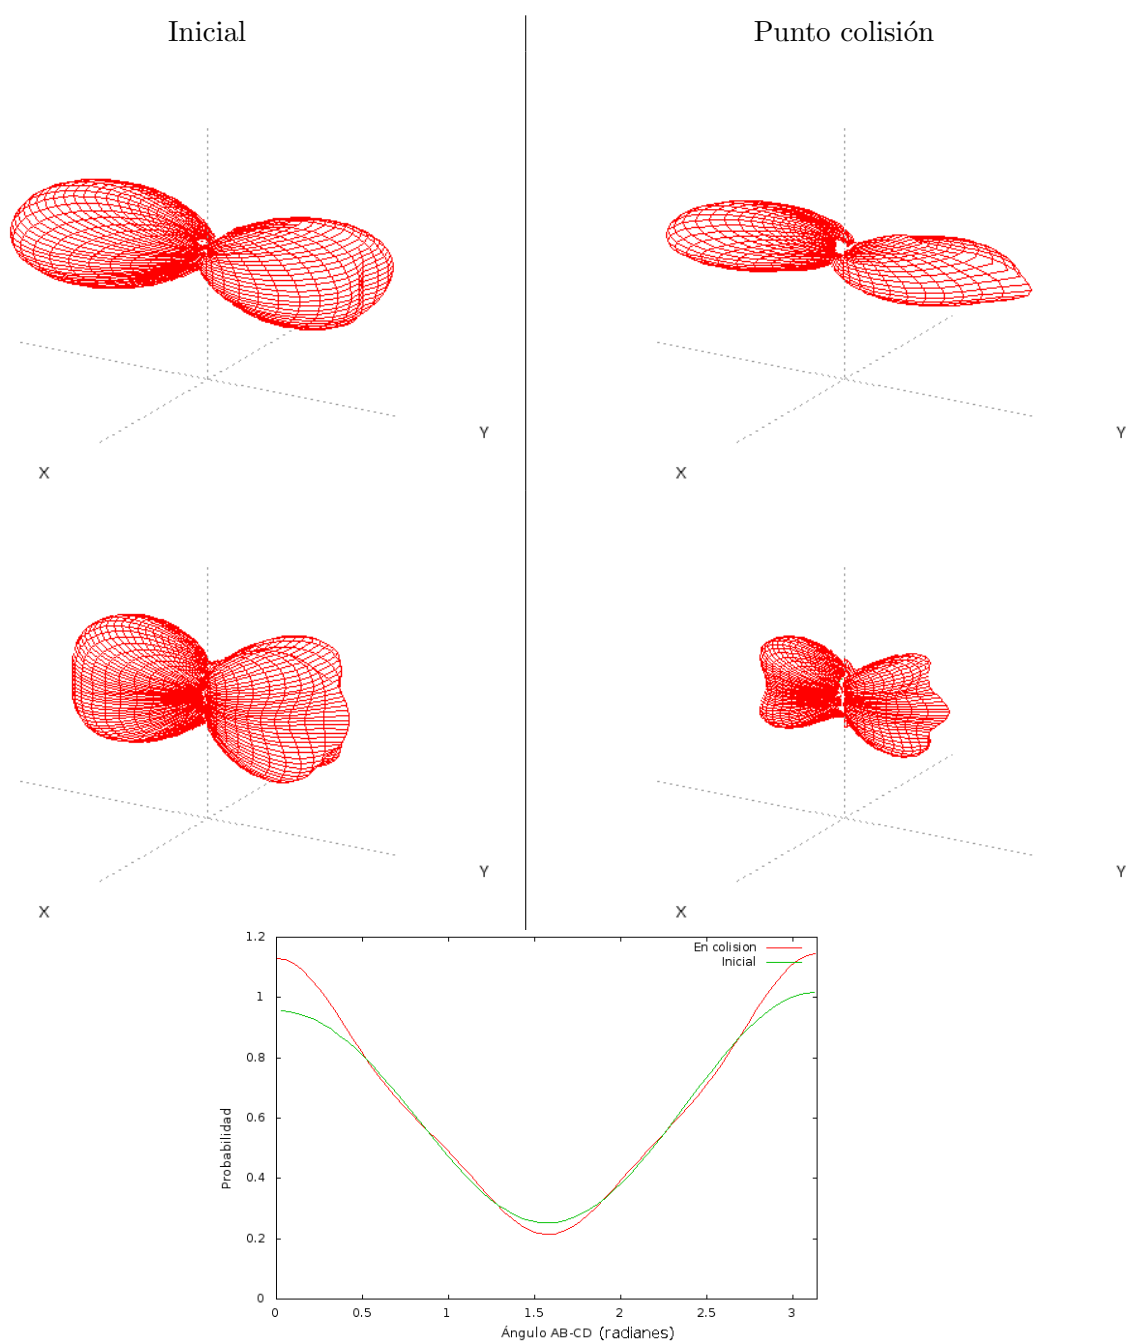 Inicial
Punto colisión
Y
Y
X
X
Y
Y
X
X
1.2
En colision
Inicial
1
0.8
0.6
0.4
0.2
0
Probabilidad
0
0.5
1
1.5
2
2.5
3
Ángulo AB-CD (radianes)